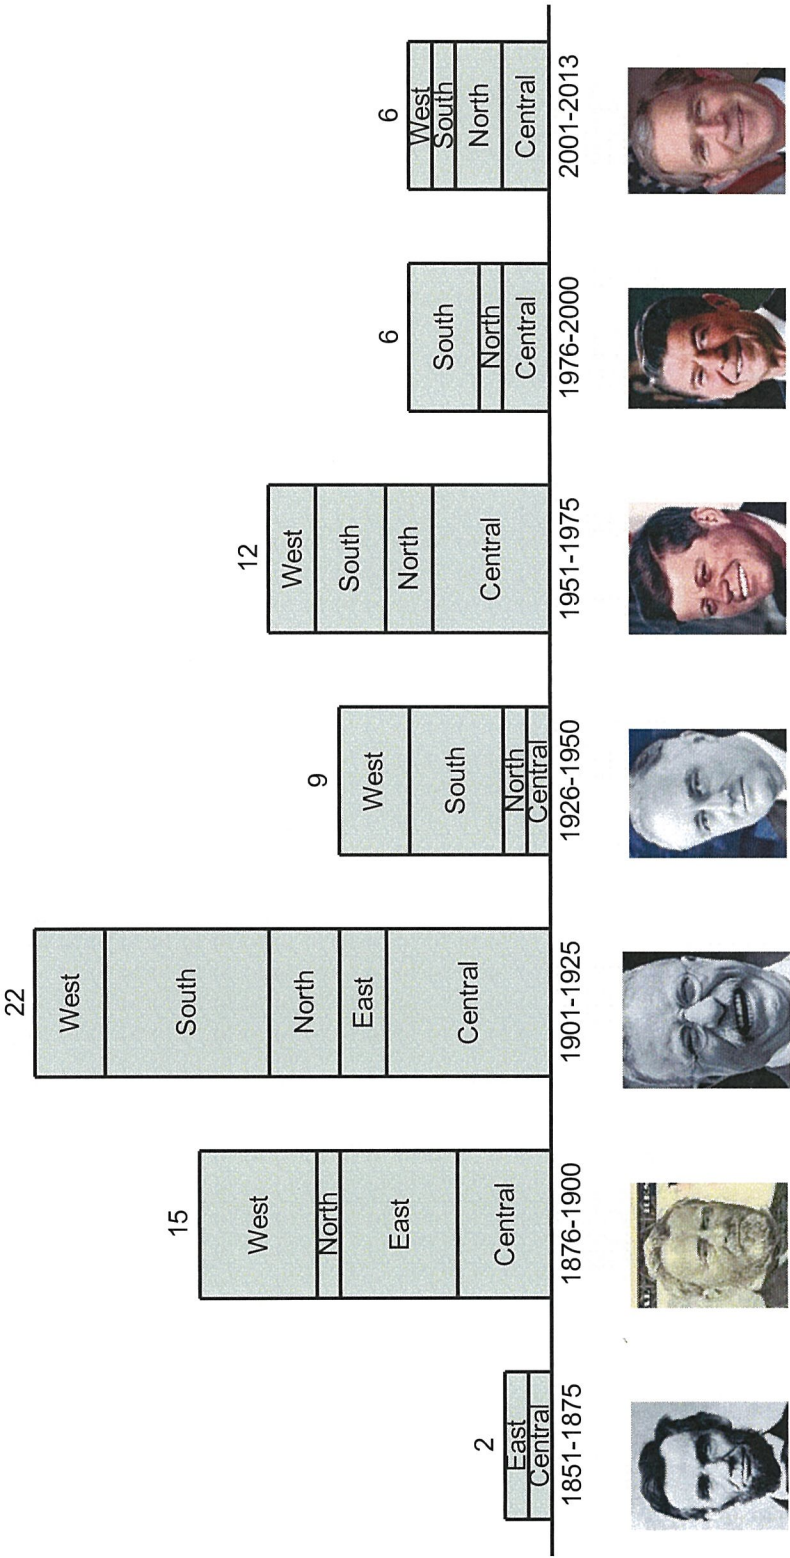 2
East
Central
1851-1875
15
West
North
East
Central
1876-1900
22
West
South
North
East
Central
1901-1925
9
West
South
North
Central
1926-1950
12
West
South
North
Central
1951-1975
6
South
North
Central
1976-2000
6
West
South
North
Central
2001-2013